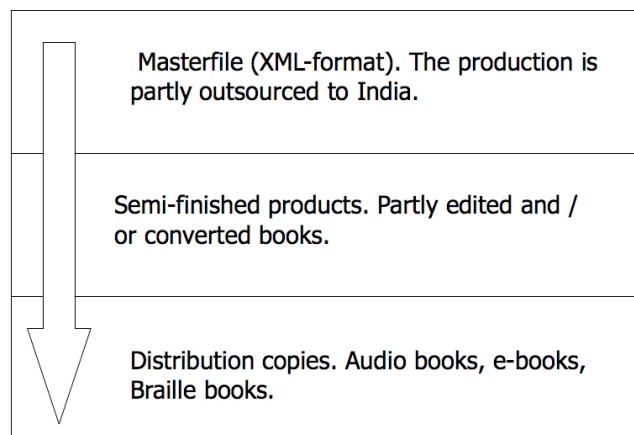 Masterfile (XML-format). The production is
partly outsourced to India.
Semi-finished products. Partly edited and /
or converted books.
Distribution copies. Audio books, e-books,
Braille books.